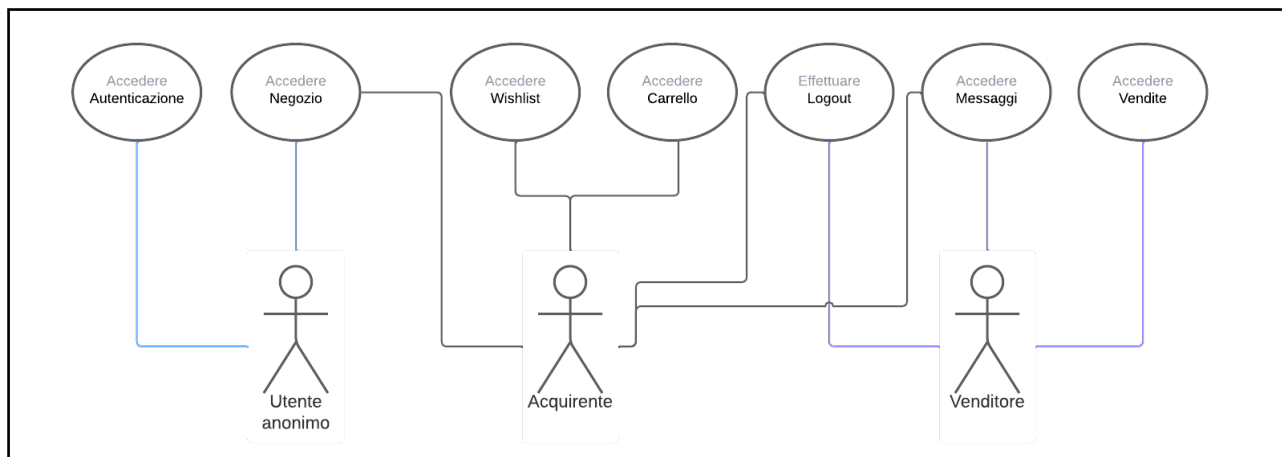 Accedere
Autenticazione
Accedere
Negozio
Accedere
Wishlist
Accedere
Carrello
Effettuare
Logout
Accedere
Messaggi
Accedere
Vendite
Utente
anonimo
Acquirente
Venditore